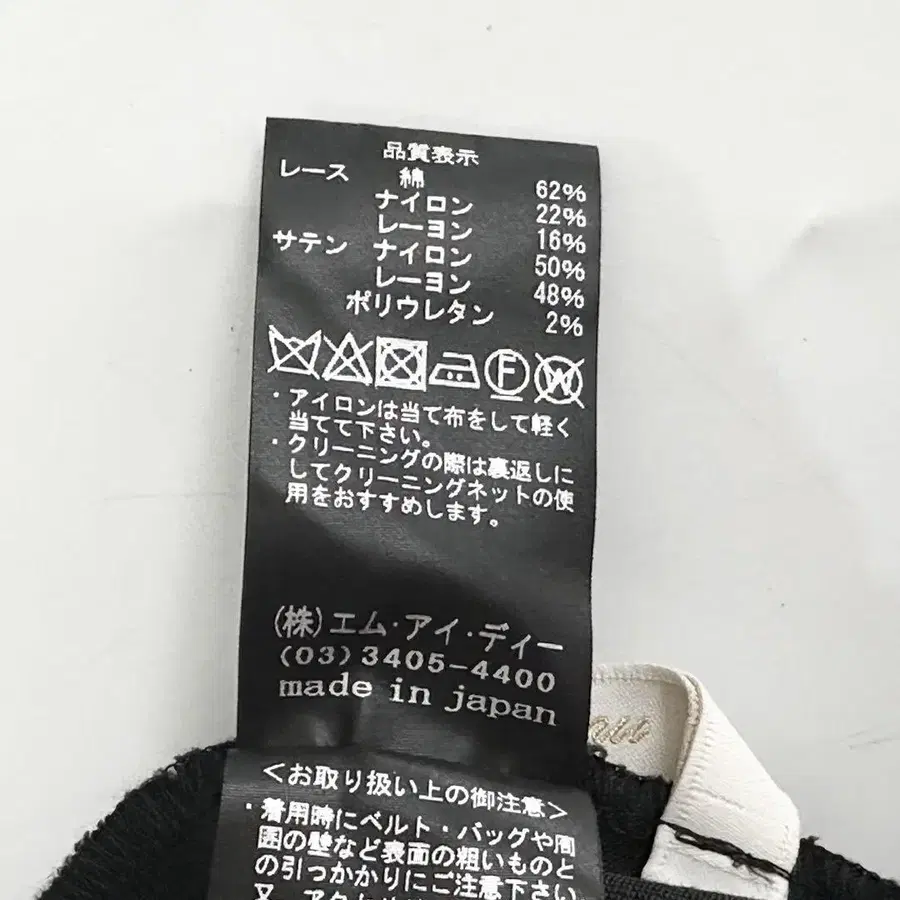 品質表示
レース 綿 62%
ナイロン 22%
レーヨン 16%
サテン ナイロン 50%
レーヨン 48%
ポリウレタン 2%
F W
・アイロンは当て布をして軽く
当てて下さい。
・クリーニングの際は裏返しに
してクリーニングネットの使
用をおすすめします。
(株)エム・アイ・ディー
(03)3405-4400
made in japan
<お取り扱い上の御注意>
・着用時にベルト・バッグや周
囲の壁など表面の粗いものと
の引っかかりにご注意下さい
又